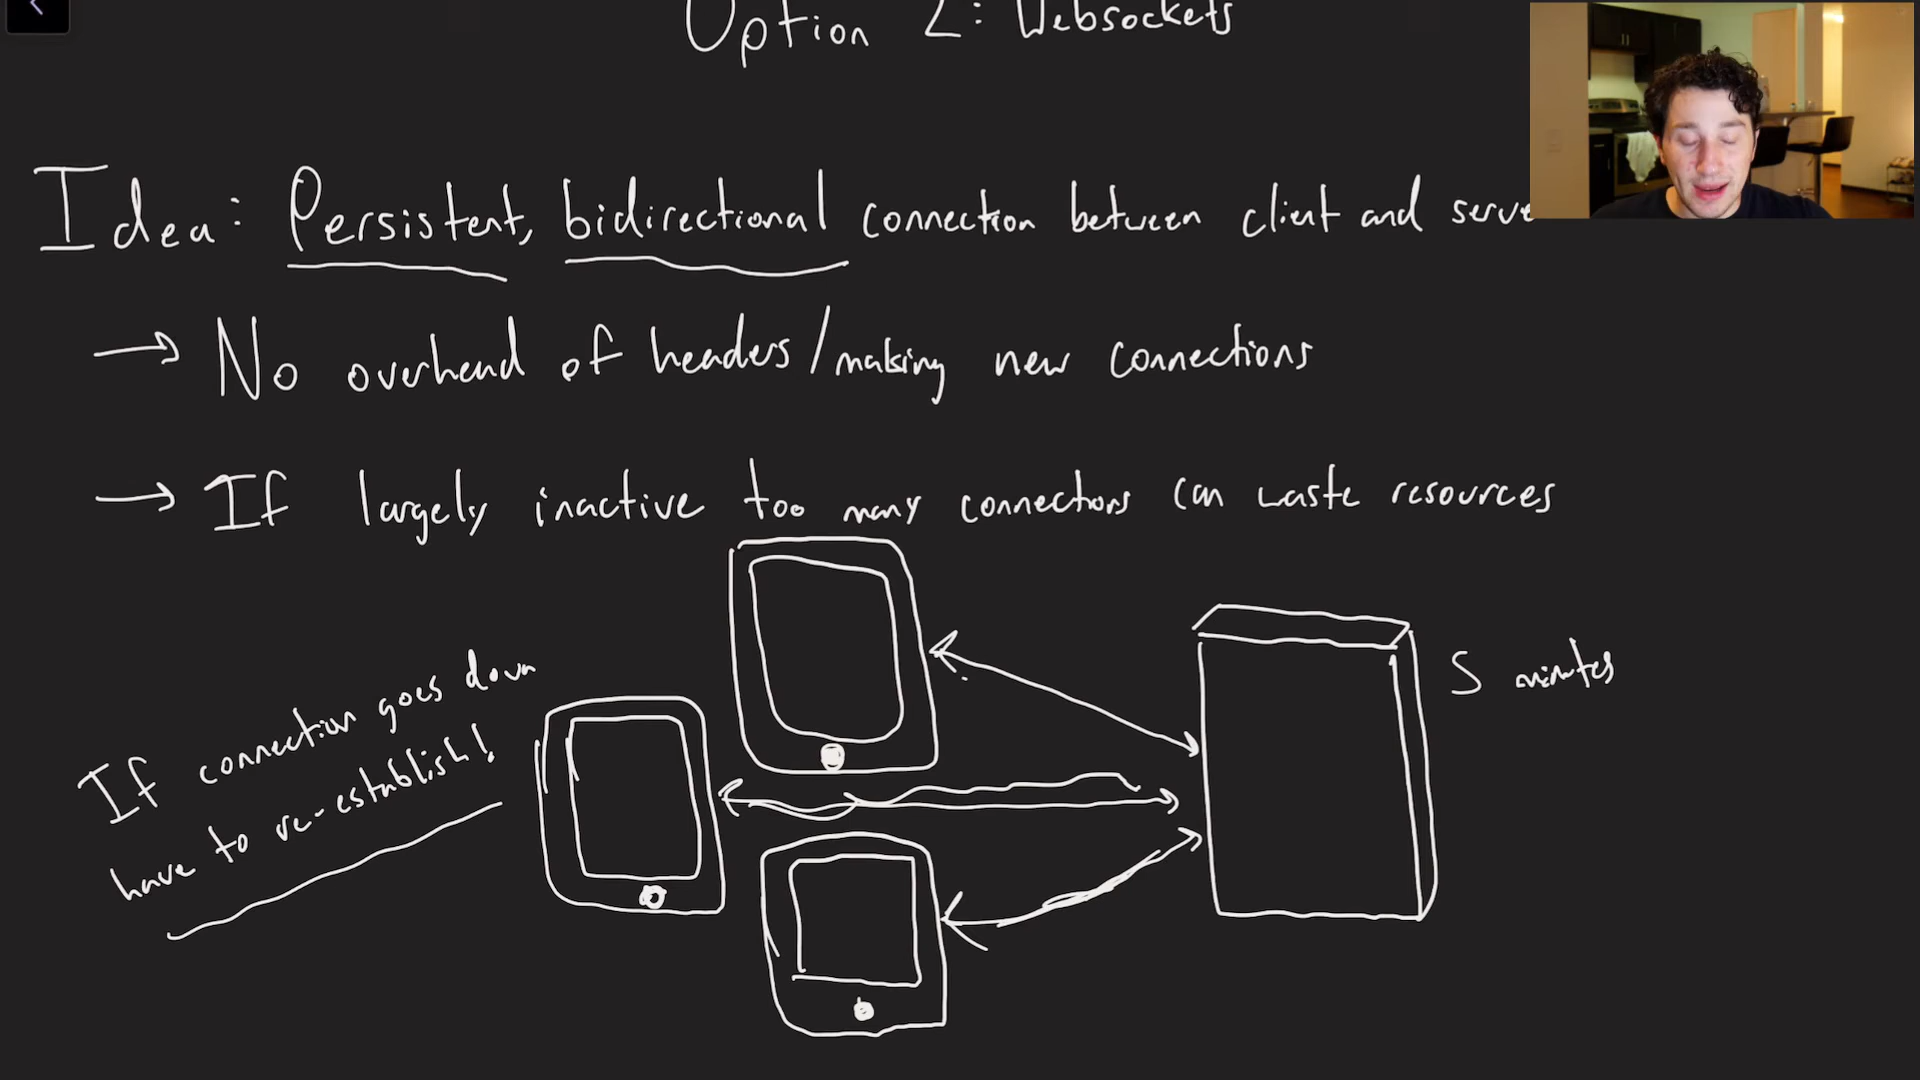 Option 2: Websockets
Idea: Persistent, bidirectional connection between client and serve
→ No overhead of headers/making new connections
→ If largely inactive too many connections can waste resources
If connection goes down
have to re-establish!
5 minutes